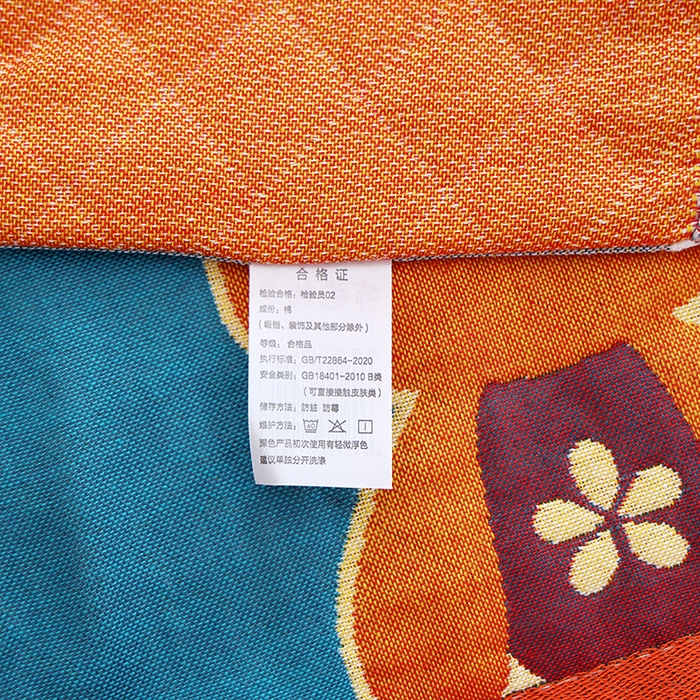 合格证
检验合格：检验员02
成份：棉
(缎档、装饰及其他部分除外)
等级：合格品
执行标准：GB/T22864-2020
安全类别：GB18401-2010 B类
(可直接接触皮肤类)
储存方法：防蛀 防霉
维护方法：40
深色产品初次使用有轻微浮色
建议单独分开洗涤